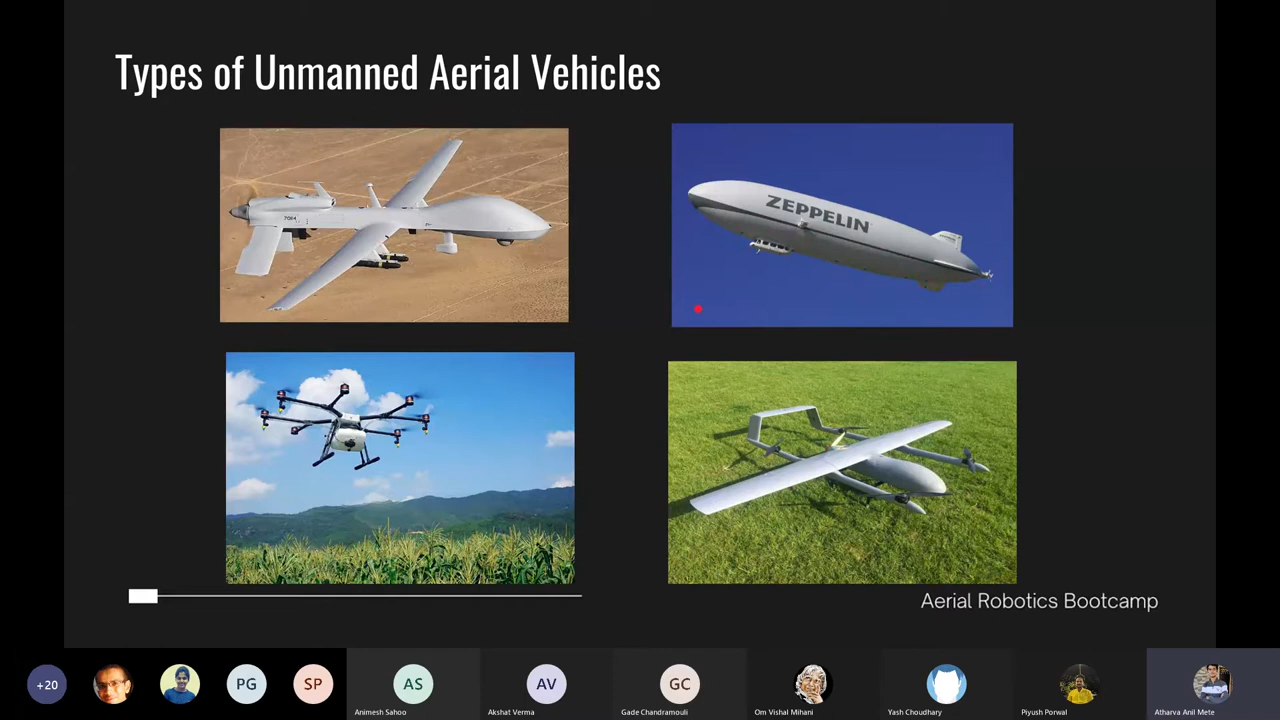 Types of Unmanned Aerial Vehicles
7084
ZEPPELIN
Aerial Robotics Bootcamp
+20
PG
SP
AS
AV
GC
Animesh Sahoo
Akshat Verma
Gade Chandramouli
Om Vishal Mihani
Yash Choudhary
Piyush Porwal
Atharva Anil Mete